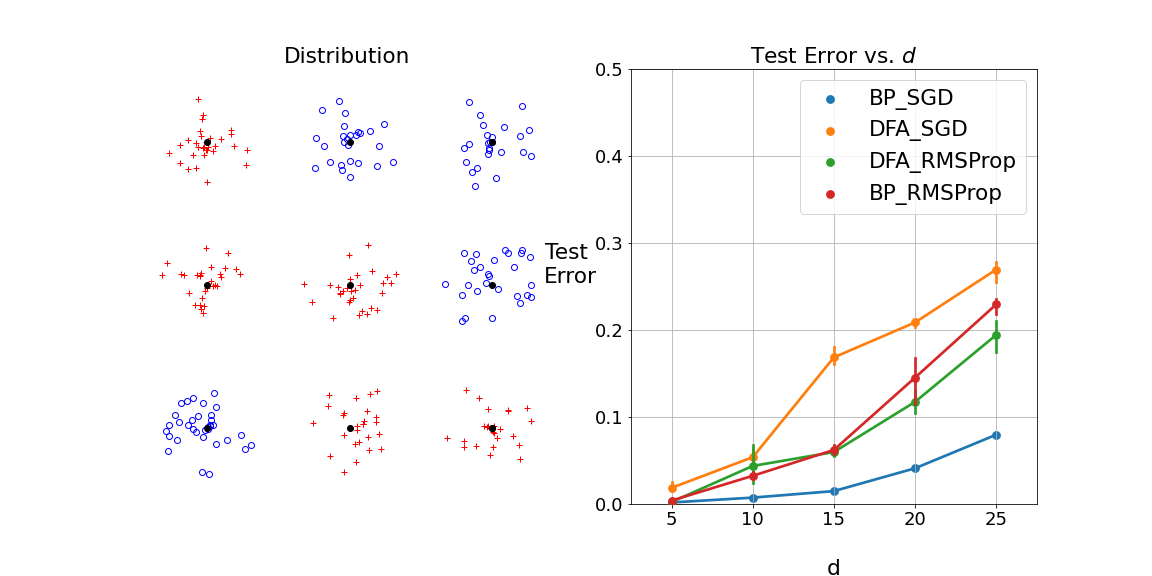 Distribution
Test Error vs. d
BP_SGD
DFA_SGD
DFA_RMSProp
BP_RMSProp
Test
Error
0.5
0.4
0.3
0.2
0.1
0.0
5 10 15 20 25
d